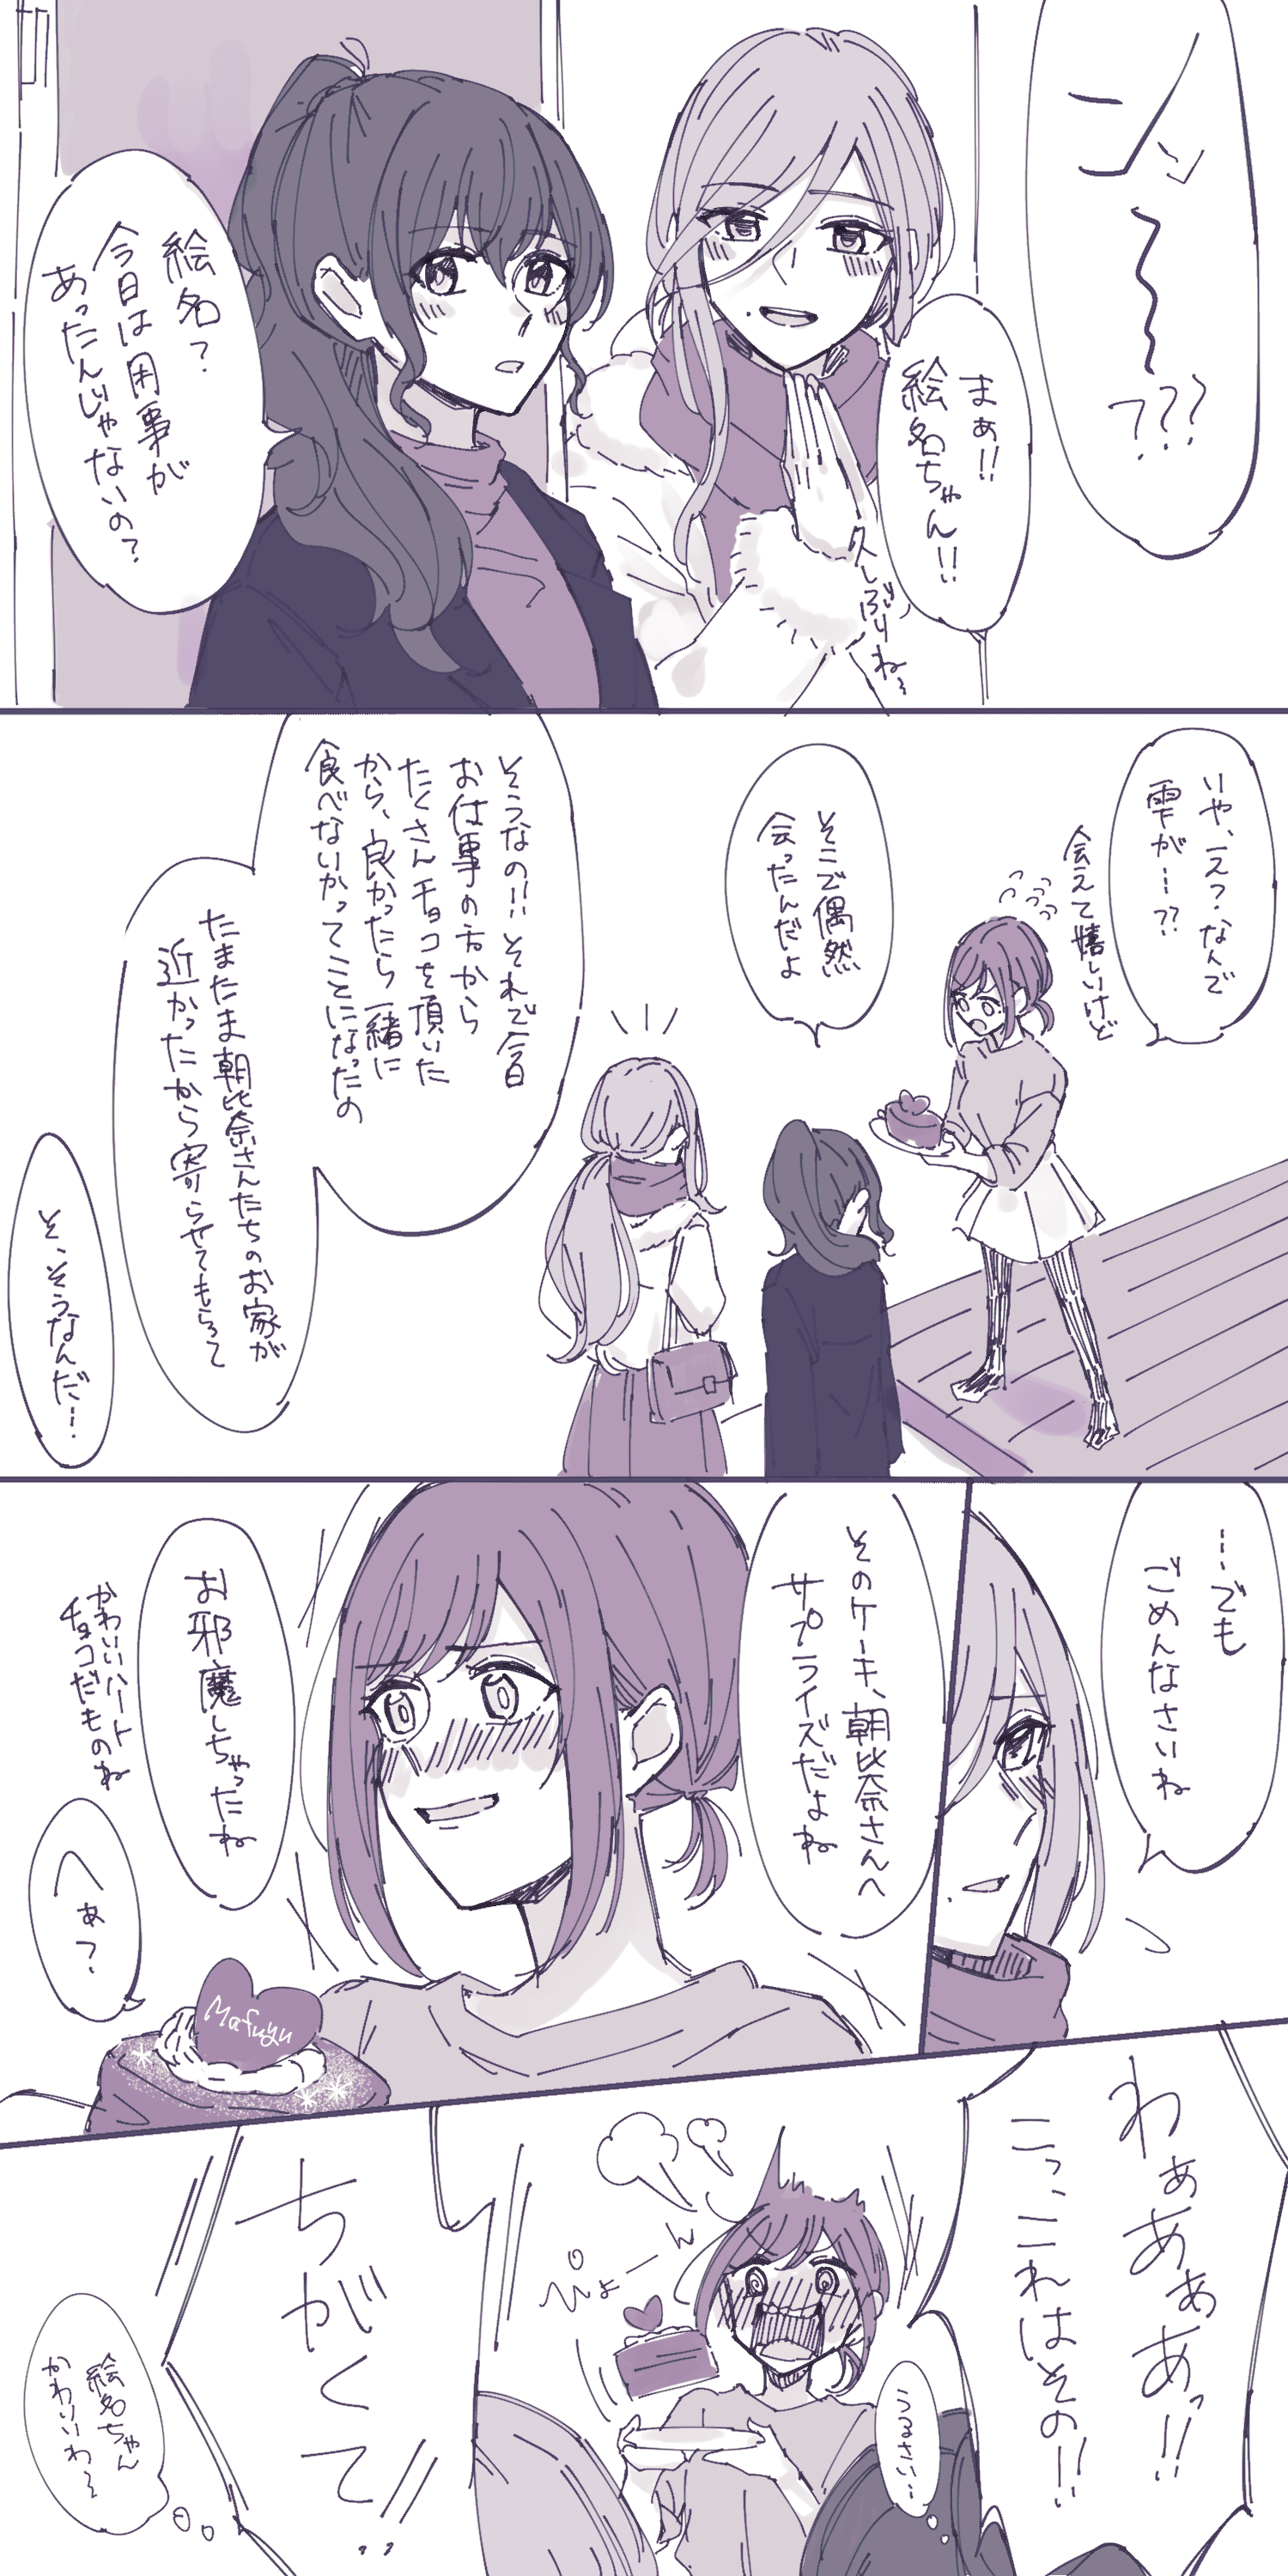 シッ
〜
???
まぁ!!
絵名ちゃん!!
久しぶりね〜
絵名?
今日は用事が
あったんじゃないの?
いや、え?なんで
雫が…??
会えて嬉しいけど
そこで偶然
会ったんだよ
そうなの!!それで今日
お仕事の方から
たくさんチョコを頂いた
から、良かったら一緒に
食べないかってことになったの
たまたま朝比奈さんたちのお家が
近かったから寄らせてもらって
そ、そうなんだ…
…でも
ごめんなさいね
そのケーキ、朝比奈さんへ
サプライズだよね
お邪魔しちゃったね
かわいいハート
チョコだものね
へぁ?
Mafuyu
わぁあぁあっ!!
こっこれはその!!
うるさい…
ぴょーん
ちがくて!!
絵名ちゃん
かわいいわ〜